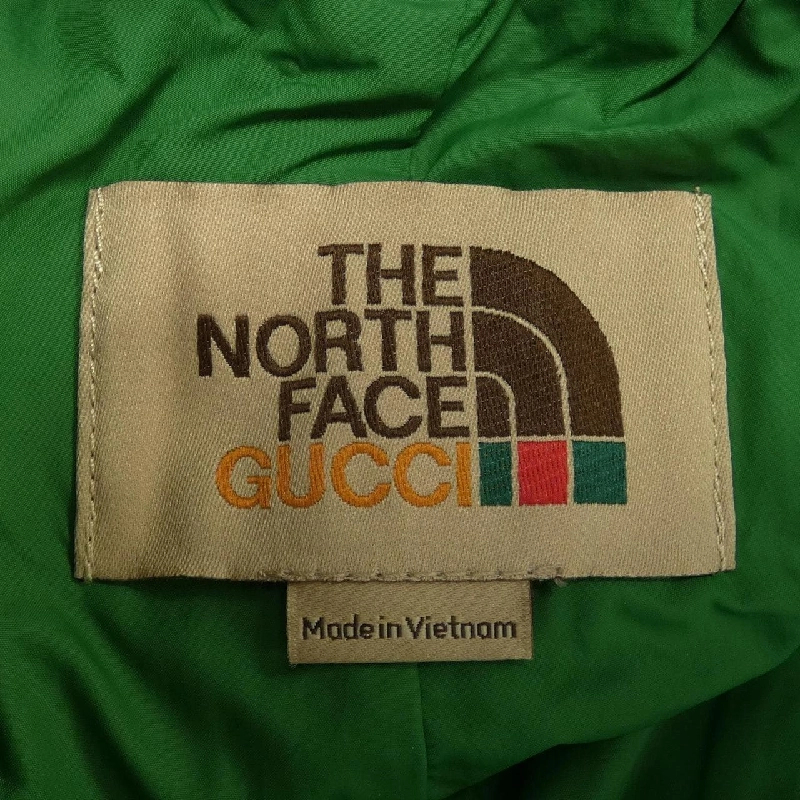 THE
NORTH
FACE
GUCCI
Made in Vietnam